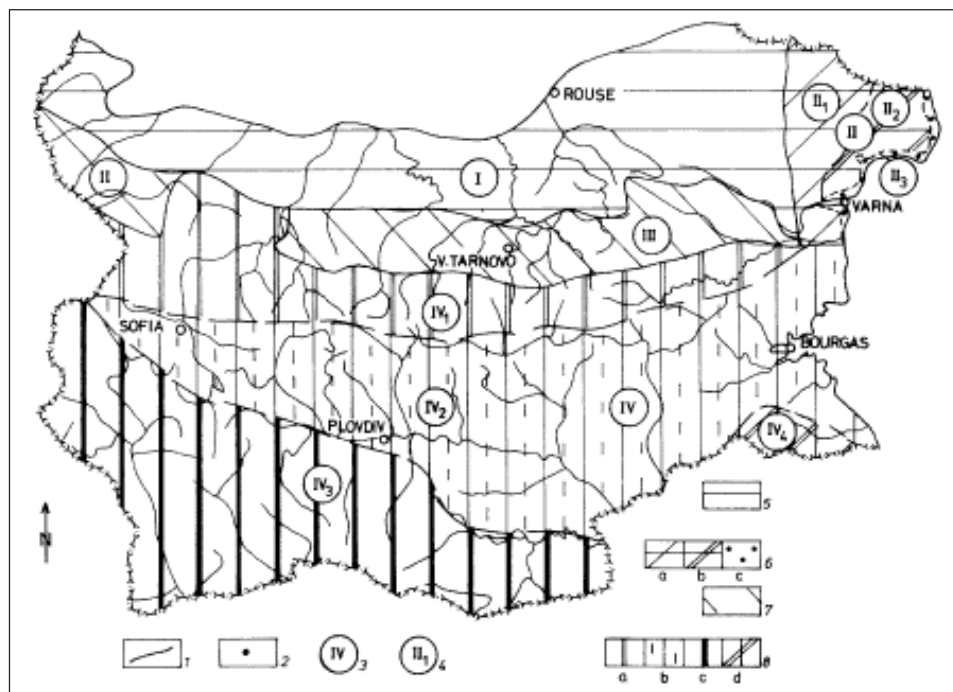 ROUSE
II₁
II₂
II
II₃
II
I
VARNA
III
V. TARNOVO
IV₁
SOFIA
BOURGAS
IV₂
IV
PLOVDIV
IV₄
IV₃
N
5
a b c 6
7
1 2 IV 3 II₁ 4
a b c d 8